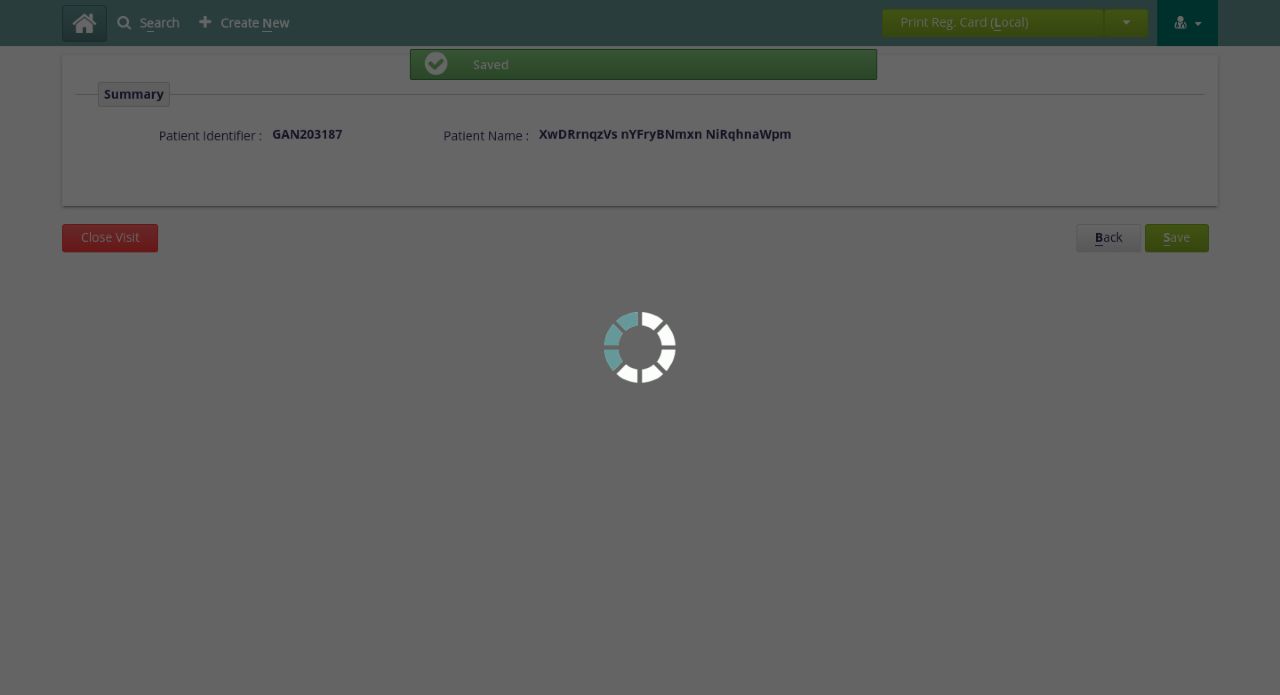 Search Create New Print Reg. Card (Local)
Saved
Summary
Patient Identifier : GAN203187 Patient Name : XwDRrnqzVs nYFryBNmxn NiRqhnaWpm
Close Visit Back Save